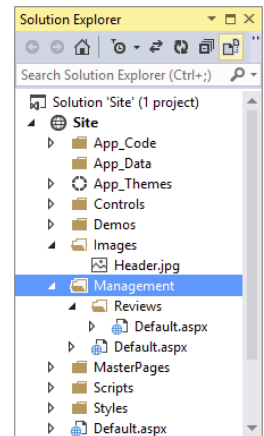 Solution Explorer
Search Solution Explorer (Ctrl+;)
Solution 'Site' (1 project)
Site
App_Code
App_Data
App_Themes
Controls
Demos
Images
Header.jpg
Management
Reviews
Default.aspx
Default.aspx
MasterPages
Scripts
Styles
Default.aspx